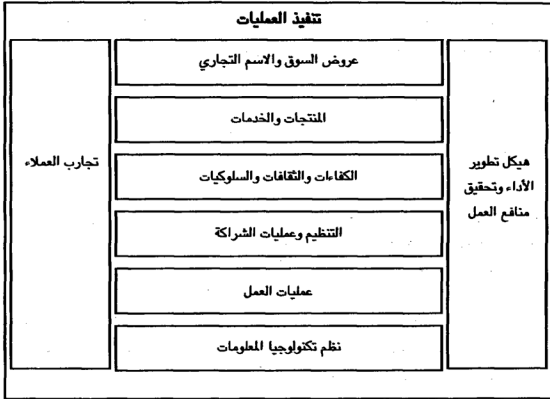 تنفيذ العمليات
عروض السوق والاسم التجاري
المنتجات والخدمات
هيكل تطوير
الأداء وتحقيق
منافع العمل
الكفاءات والثقافات والسلوكيات
تجارب العملاء
التنظيم وعمليات الشراكة
عمليات العمل
نظم تكنولوجيا المعلومات